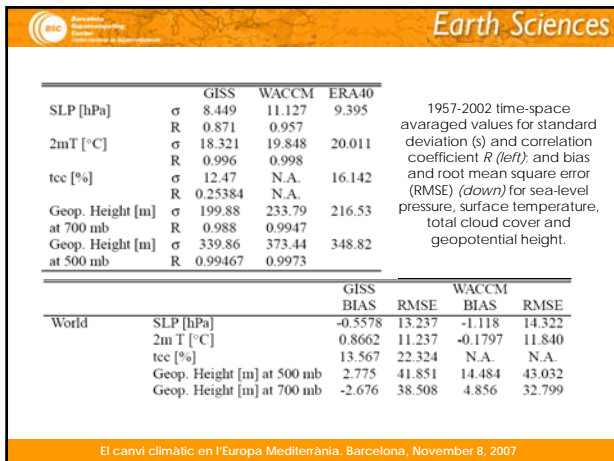 BSC
Barcelona
Supercomputing
Center
Earth Sciences
GISS WACCM ERA40
SLP [hPa] σ 8.449 11.127 9.395
R 0.871 0.957
2mT [°C] σ 18.321 19.848 20.011
R 0.996 0.998
tcc [%] σ 12.47 N.A. 16.142
R 0.25384 N.A.
Geop. Height [m] σ 199.88 233.79 216.53
at 700 mb R 0.988 0.9947
Geop. Height [m] σ 339.86 373.44 348.82
at 500 mb R 0.99467 0.9973
1957-2002 time-space
avaraged values for standard
deviation (s) and correlation
coefficient R (left); and bias
and root mean square error
(RMSE) (down) for sea-level
pressure, surface temperature,
total cloud cover and
geopotential height.
GISS WACCM
BIAS RMSE BIAS RMSE
World SLP [hPa] -0.5578 13.237 -1.118 14.322
2m T [°C] 0.8662 11.237 -0.1797 11.840
tcc [%] 13.567 22.324 N.A. N.A.
Geop. Height [m] at 500 mb 2.775 41.851 14.484 43.032
Geop. Height [m] at 700 mb -2.676 38.508 4.856 32.799
El canvi climàtic en l'Europa Mediterrània. Barcelona, November 8, 2007